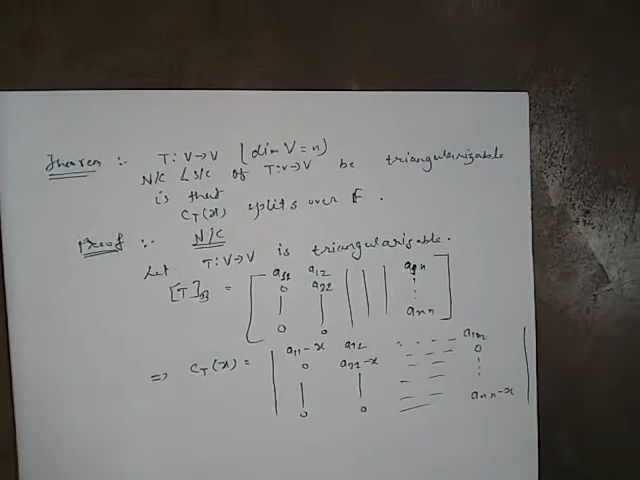 Theorem :- T: V→V (dim V = n)
N/C & S/C of T: V→V be triangularizable
is that
C_T(x) splits over F.
Proof :- N/C
Let T: V→V is triangularisable.
[T]_B = [ a11 a12 a1n
0 a22 ⋮
| | | | |
0 0 ann ]
⇒ C_T(x) = | a11-x a12 - - - - a1n
0 a22-x - - - 0
| | - - - ⋮
0 0 ann-x |